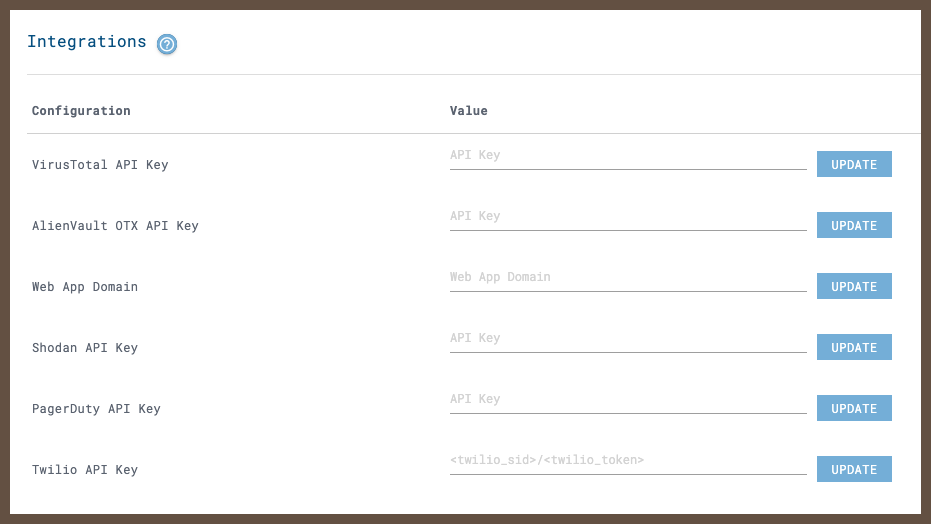 Integrations ?
Configuration Value
VirusTotal API Key API Key UPDATE
AlienVault OTX API Key API Key UPDATE
Web App Domain Web App Domain UPDATE
Shodan API Key API Key UPDATE
PagerDuty API Key API Key UPDATE
Twilio API Key <twilio_sid>/<twilio_token> UPDATE